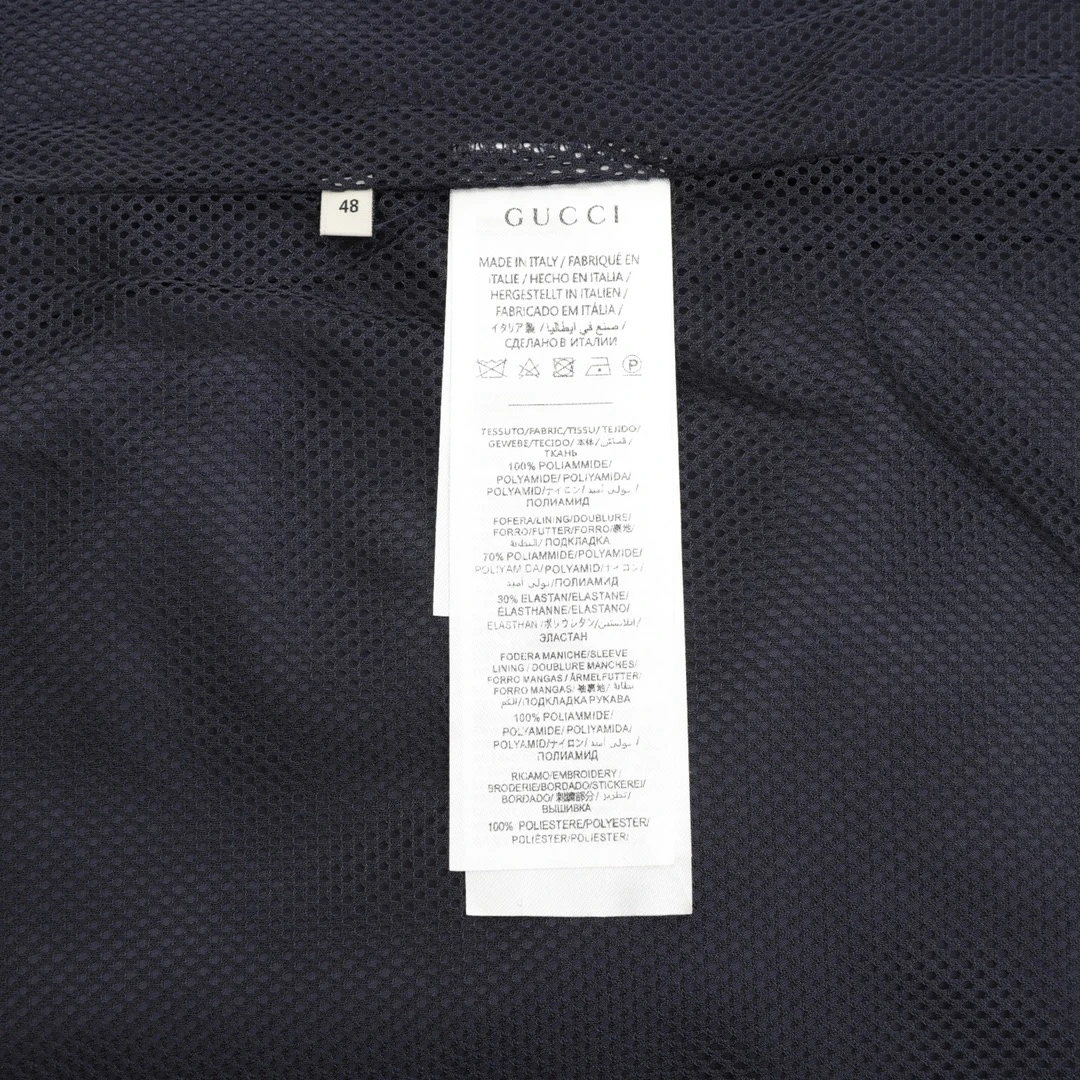 48
GUCCI
MADE IN ITALY / FABRIQUÉ EN
ITALIE / HECHO EN ITALIA /
HERGESTELLT IN ITALIEN /
FABRICADO EM ITÁLIA /
イタリア製 / صنع في ايطاليا /
СДЕЛАНО В ИТАЛИИ
P
TESSUTO/FABRIC/TISSU/TEJIDO/
GEWEBE/TECIDO/ 本体/ قماش/
ТКАНЬ
100% POLIAMMIDE/
POLYAMIDE/ POLIYAMIDA/
POLYAMID/ナイロン/ بولي أميد /
ПОЛИАМИД
FOFERA/LINING/DOUBLURE/
FORRO/FUTTER/FORRO/裏地/
البطانة/ ПОДКЛАДКА
70% POLIAMMIDE/POLYAMIDE/
POLIYAMIDA/POLYAMID/ナイロン/
بولي أميد/ПОЛИАМИД
30% ELASTAN/ELASTANE/
ELASTHANNE/ELASTANO/
ELASTHAN/ポリウレタン/إيلاستين/
ЭЛАСТАН
FODERA MANICHE/SLEEVE
LINING / DOUBLURE MANCHES/
FORRO MANGAS / ÄRMELFUTTER/
FORRO MANGAS/ 袖裏地/ بطانة
الكم/ПОДКЛАДКА РУКАВА
100% POLIAMMIDE/
POLYAMIDE/ POLIYAMIDA/
POLYAMID/ナイロン/ بولي أميد /
ПОЛИАМИД
RICAMO/EMBROIDERY/
BRODERIE/BORDADO/STICKEREI/
BORDADO/ 刺繍部分/ تطريز/
ВЫШИВКА
100% POLIESTERE/POLYESTER/
POLIÉSTER/POLIESTER/